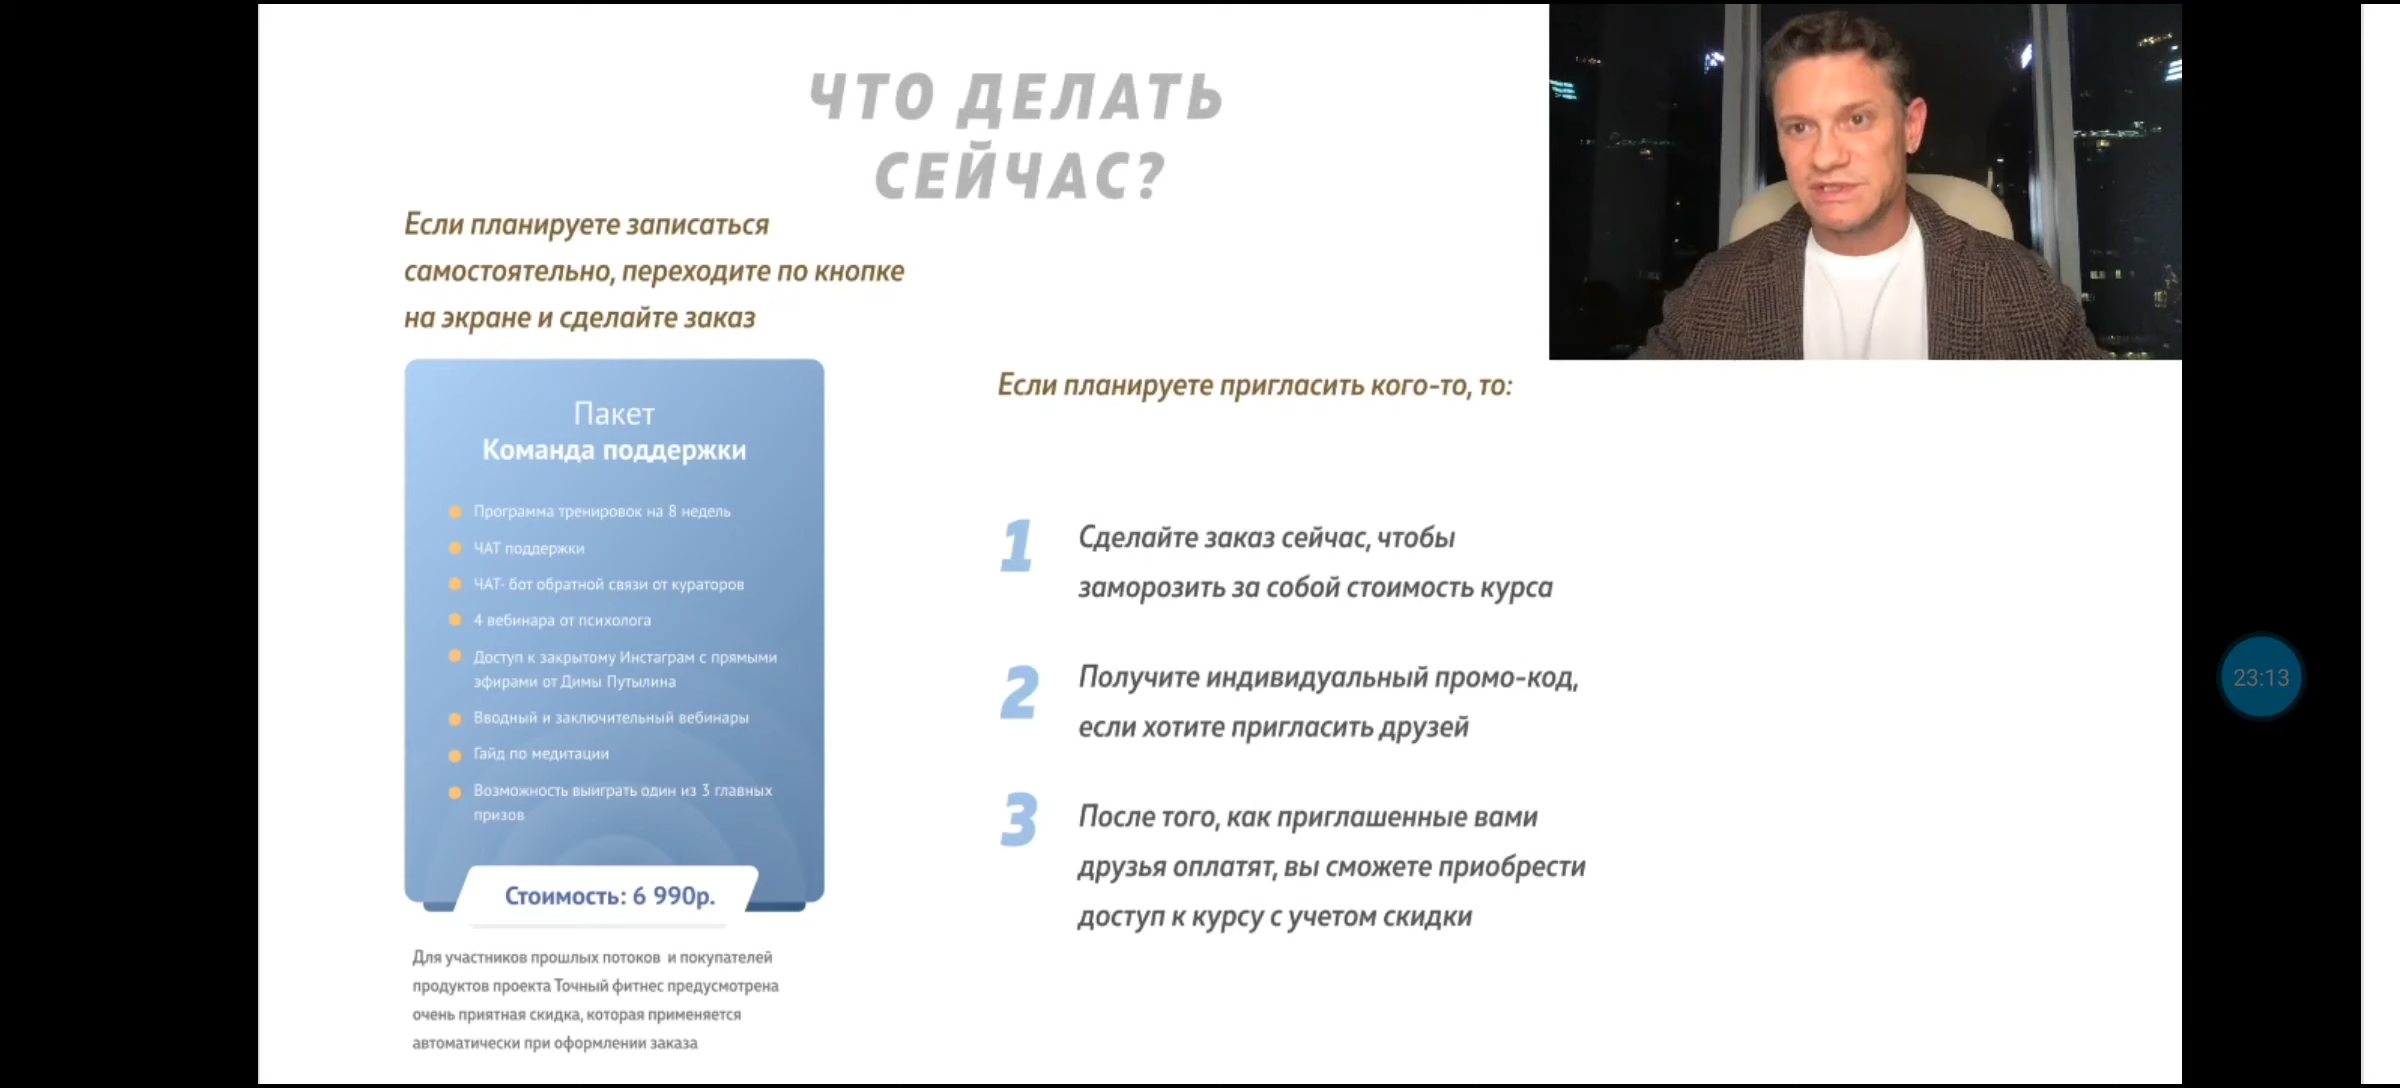 ЧТО ДЕЛАТЬ
СЕЙЧАС?
Если планируете записаться
самостоятельно, переходите по кнопке
на экране и сделайте заказ
Пакет
Команда поддержки
Программа тренировок на 8 недель
ЧАТ поддержки
ЧАТ- бот обратной связи от кураторов
4 вебинара от психолога
Доступ к закрытому Инстаграм с прямыми
эфирами от Димы Путылина
Вводный и заключительный вебинары
Гайд по медитации
Возможность выиграть один из 3 главных
призов
Стоимость: 6 990р.
Для участников прошлых потоков и покупателей
продуктов проекта Точный фитнес предусмотрена
очень приятная скидка, которая применяется
автоматически при оформлении заказа
Если планируете пригласить кого-то, то:
1 Сделайте заказ сейчас, чтобы
заморозить за собой стоимость курса
2 Получите индивидуальный промо-код,
если хотите пригласить друзей
3 После того, как приглашенные вами
друзья оплатят, вы сможете приобрести
доступ к курсу с учетом скидки
23:13